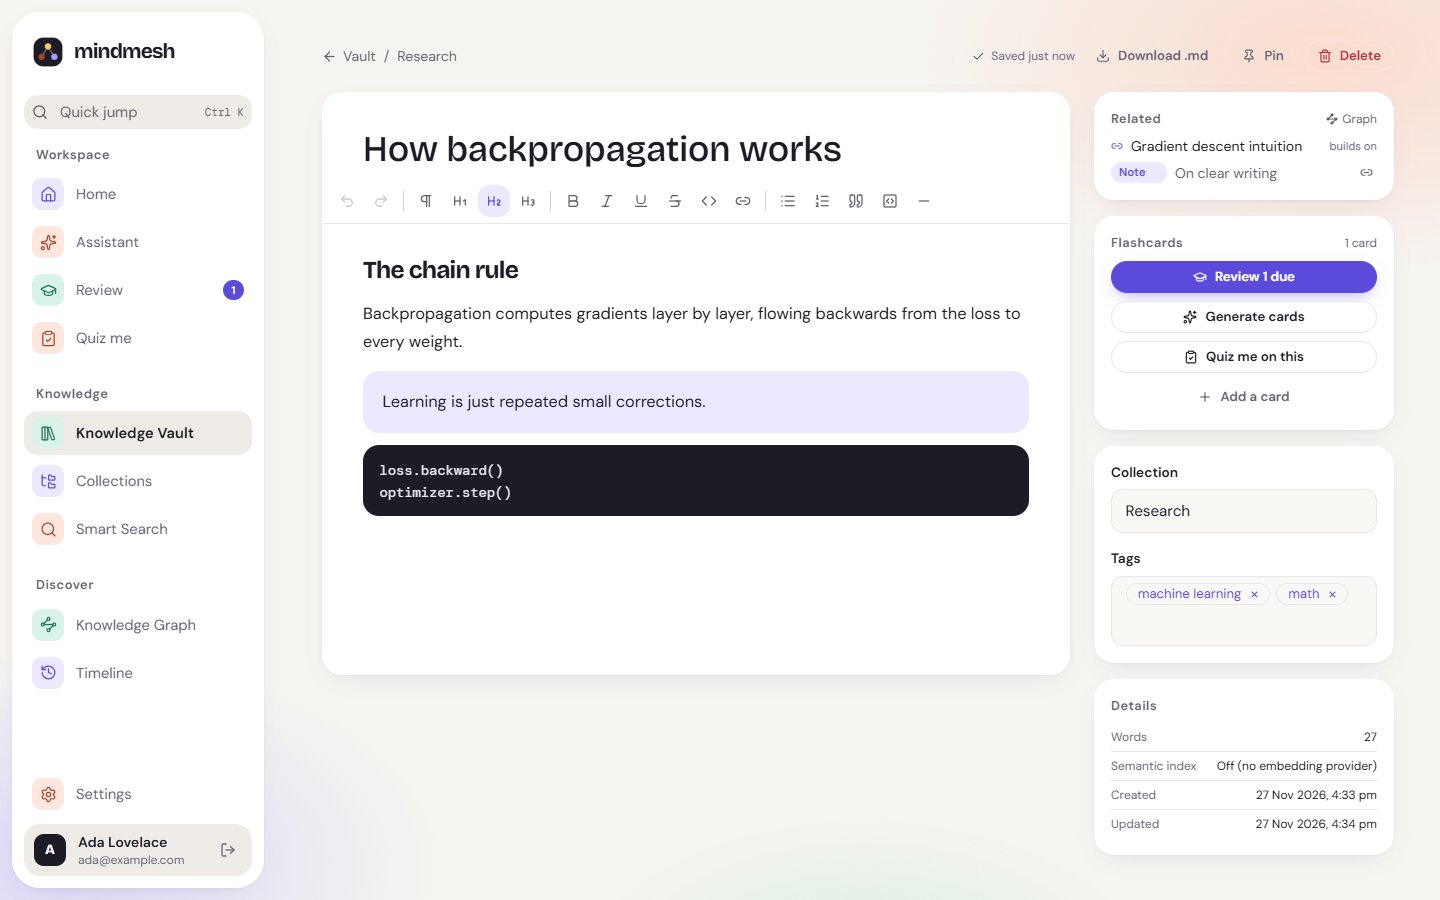 mindmesh
Quick jump Ctrl K
Workspace
Home
Assistant
Review 1
Quiz me
Knowledge
Knowledge Vault
Collections
Smart Search
Discover
Knowledge Graph
Timeline
Settings
A
Ada Lovelace
ada@example.com
Vault / Research
Saved just now Download .md Pin Delete
How backpropagation works
H1 H2 H3 B I U S
The chain rule
Backpropagation computes gradients layer by layer, flowing backwards from the loss to
every weight.
Learning is just repeated small corrections.
loss.backward()
optimizer.step()
Related Graph
Gradient descent intuition builds on
Note On clear writing
Flashcards 1 card
Review 1 due
Generate cards
Quiz me on this
Add a card
Collection
Research
Tags
machine learning × math ×
Details
Words 27
Semantic index Off (no embedding provider)
Created 27 Nov 2026, 4:33 pm
Updated 27 Nov 2026, 4:34 pm